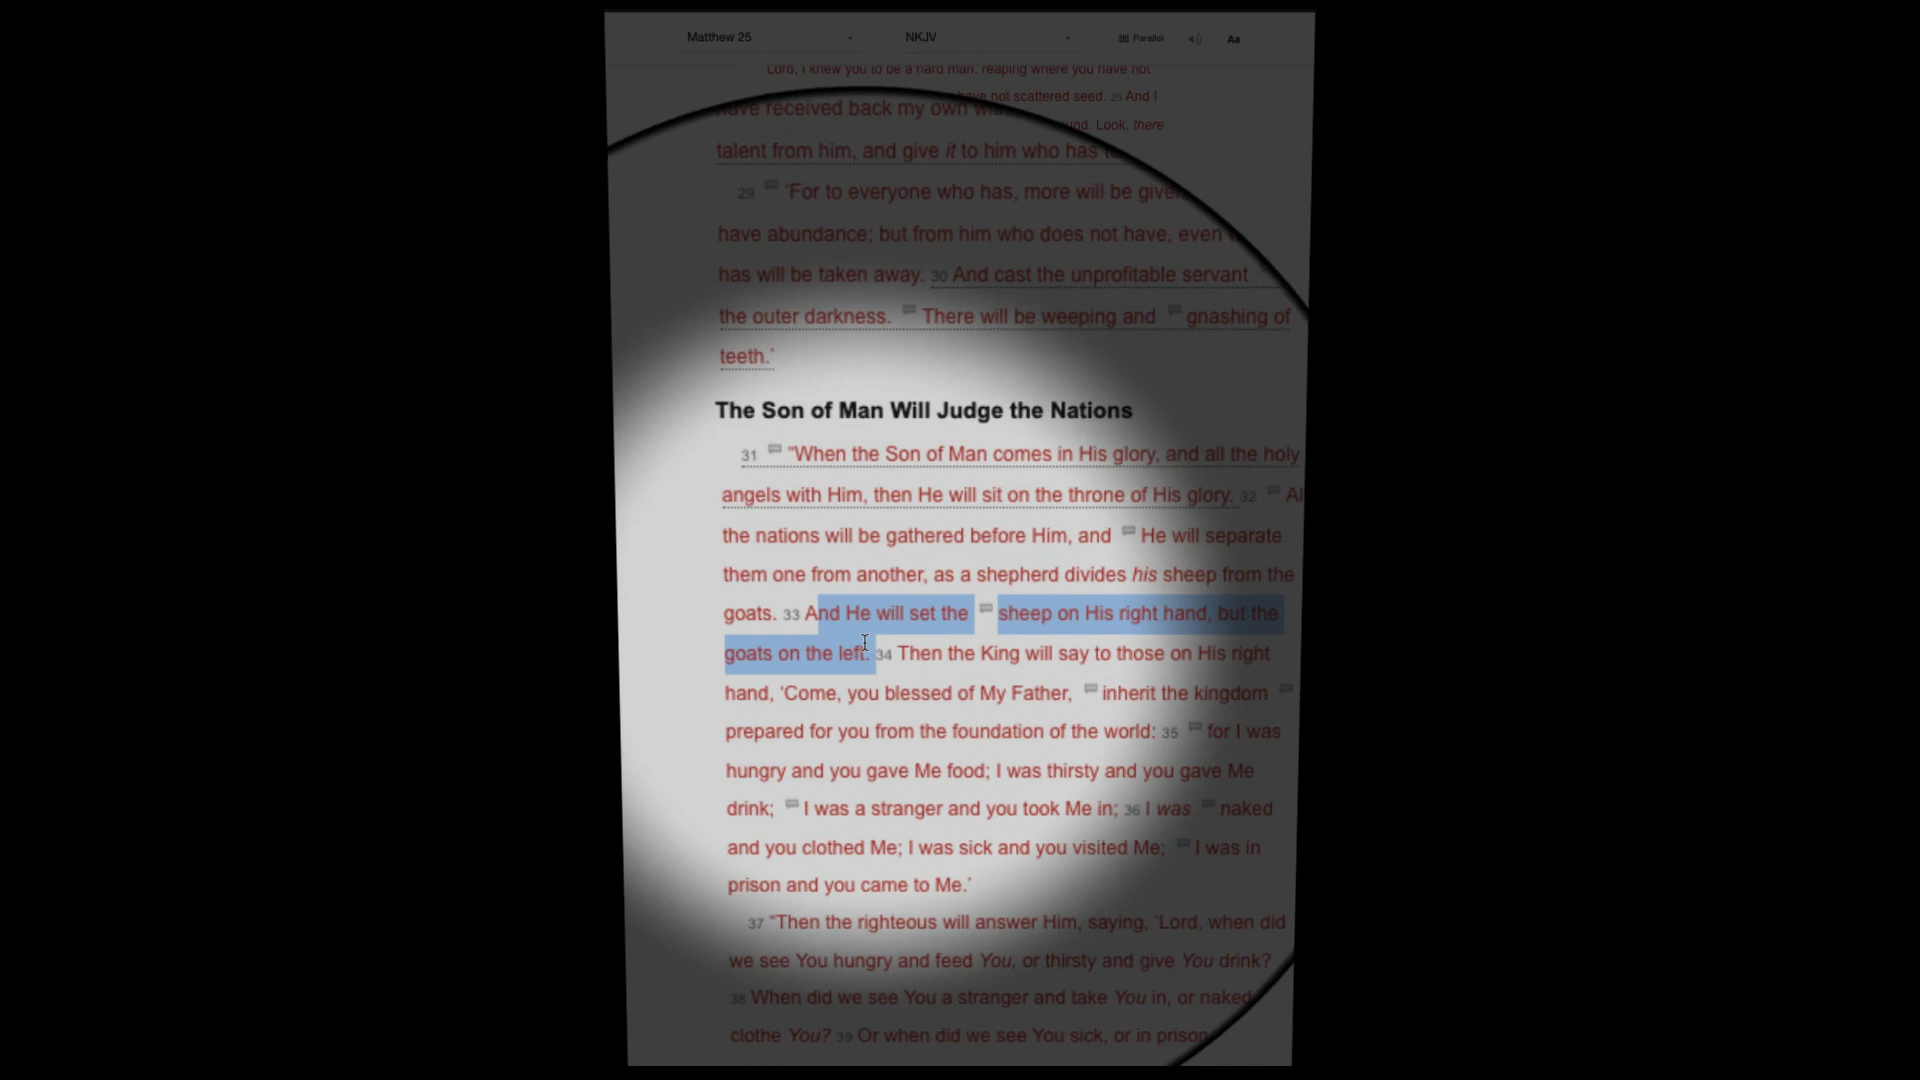 Matthew 25 NKJV Parallel Aa
Lord, I knew you to be a hard man, reaping where you have not
have not scattered seed. 25 And I
have received back my own
Look, there
talent from him, and give it to him who has
29 'For to everyone who has, more will be
have abundance; but from him who does not have, even
has will be taken away. 30 And cast the unprofitable servant
the outer darkness. There will be weeping and gnashing of
teeth.'
The Son of Man Will Judge the Nations
31 "When the Son of Man comes in His glory, and all the holy
angels with Him, then He will sit on the throne of His glory. 32
the nations will be gathered before Him, and He will separate
them one from another, as a shepherd divides his sheep from the
goats. 33 And He will set the sheep on His right hand, but the
goats on the left. 34 Then the King will say to those on His right
hand, 'Come, you blessed of My Father, inherit the kingdom
prepared for you from the foundation of the world: 35 for I was
hungry and you gave Me food; I was thirsty and you gave Me
drink; I was a stranger and you took Me in; 36 I was naked
and you clothed Me; I was sick and you visited Me; I was in
prison and you came to Me.'
37 "Then the righteous will answer Him, saying, 'Lord, when did
we see You hungry and feed You, or thirsty and give You drink?
38 When did we see You a stranger and take You in, or naked
clothe You? 39 Or when did we see You sick, or in prison